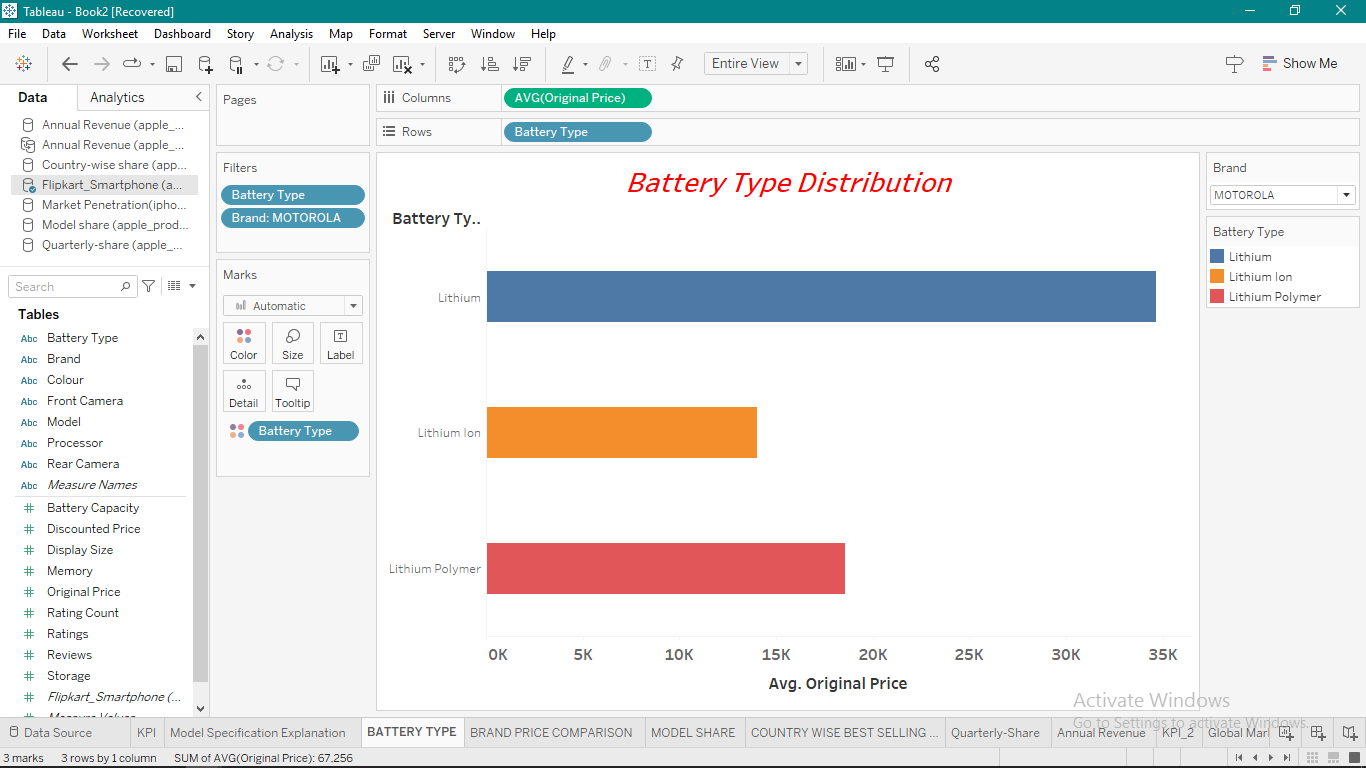 Tableau - Book2 [Recovered]
File Data Worksheet Dashboard Story Analysis Map Format Server Window Help
Entire View
Show Me
Data Analytics
Annual Revenue (apple_...
Annual Revenue (apple_...
Country-wise share (app...
Flipkart_Smartphone (a...
Market Penetration(ipho...
Model share (apple_prod...
Quarterly-share (apple_...
Search
Tables
Abc Battery Type
Abc Brand
Abc Colour
Abc Front Camera
Abc Model
Abc Processor
Abc Rear Camera
Abc Measure Names
# Battery Capacity
# Discounted Price
# Display Size
# Memory
# Original Price
# Rating Count
# Ratings
# Reviews
# Storage
# Flipkart_Smartphone (...
Measure Values
Pages
Filters
Battery Type
Brand: MOTOROLA
Marks
Automatic
Color Size Label
Detail Tooltip
Battery Type
Columns AVG(Original Price)
Rows Battery Type
Battery Type Distribution
Battery Ty..
Lithium
Lithium Ion
Lithium Polymer
0K 5K 10K 15K 20K 25K 30K 35K
Avg. Original Price
Brand
MOTOROLA
Battery Type
Lithium
Lithium Ion
Lithium Polymer
Activate Windows
Go to Settings to activate Windows.
Data Source KPI Model Specification Explanation BATTERY TYPE BRAND PRICE COMPARISON MODEL SHARE COUNTRY WISE BEST SELLING ... Quarterly-Share Annual Revenue KPI_2 Global Mar
3 marks 3 rows by 1 column SUM of AVG(Original Price): 67,256